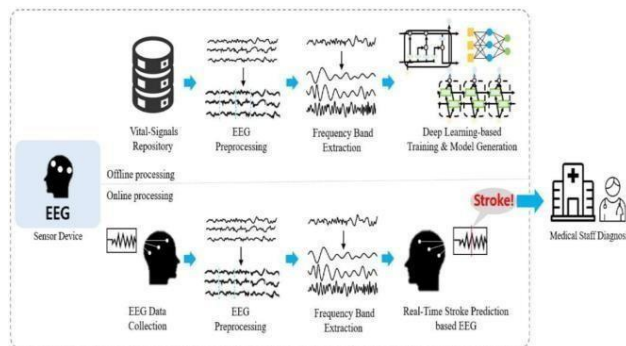 Vital-Signals
Repository
EEG
Preprocessing
Frequency Band
Extraction
Deep Learning-based
Training & Model Generation
EEG
Sensor Device
Offline processing
Online processing
Stroke!
Medical Staff Diagnos
EEG Data
Collection
EEG
Preprocessing
Frequency Band
Extraction
Real-Time Stroke Prediction
based EEG